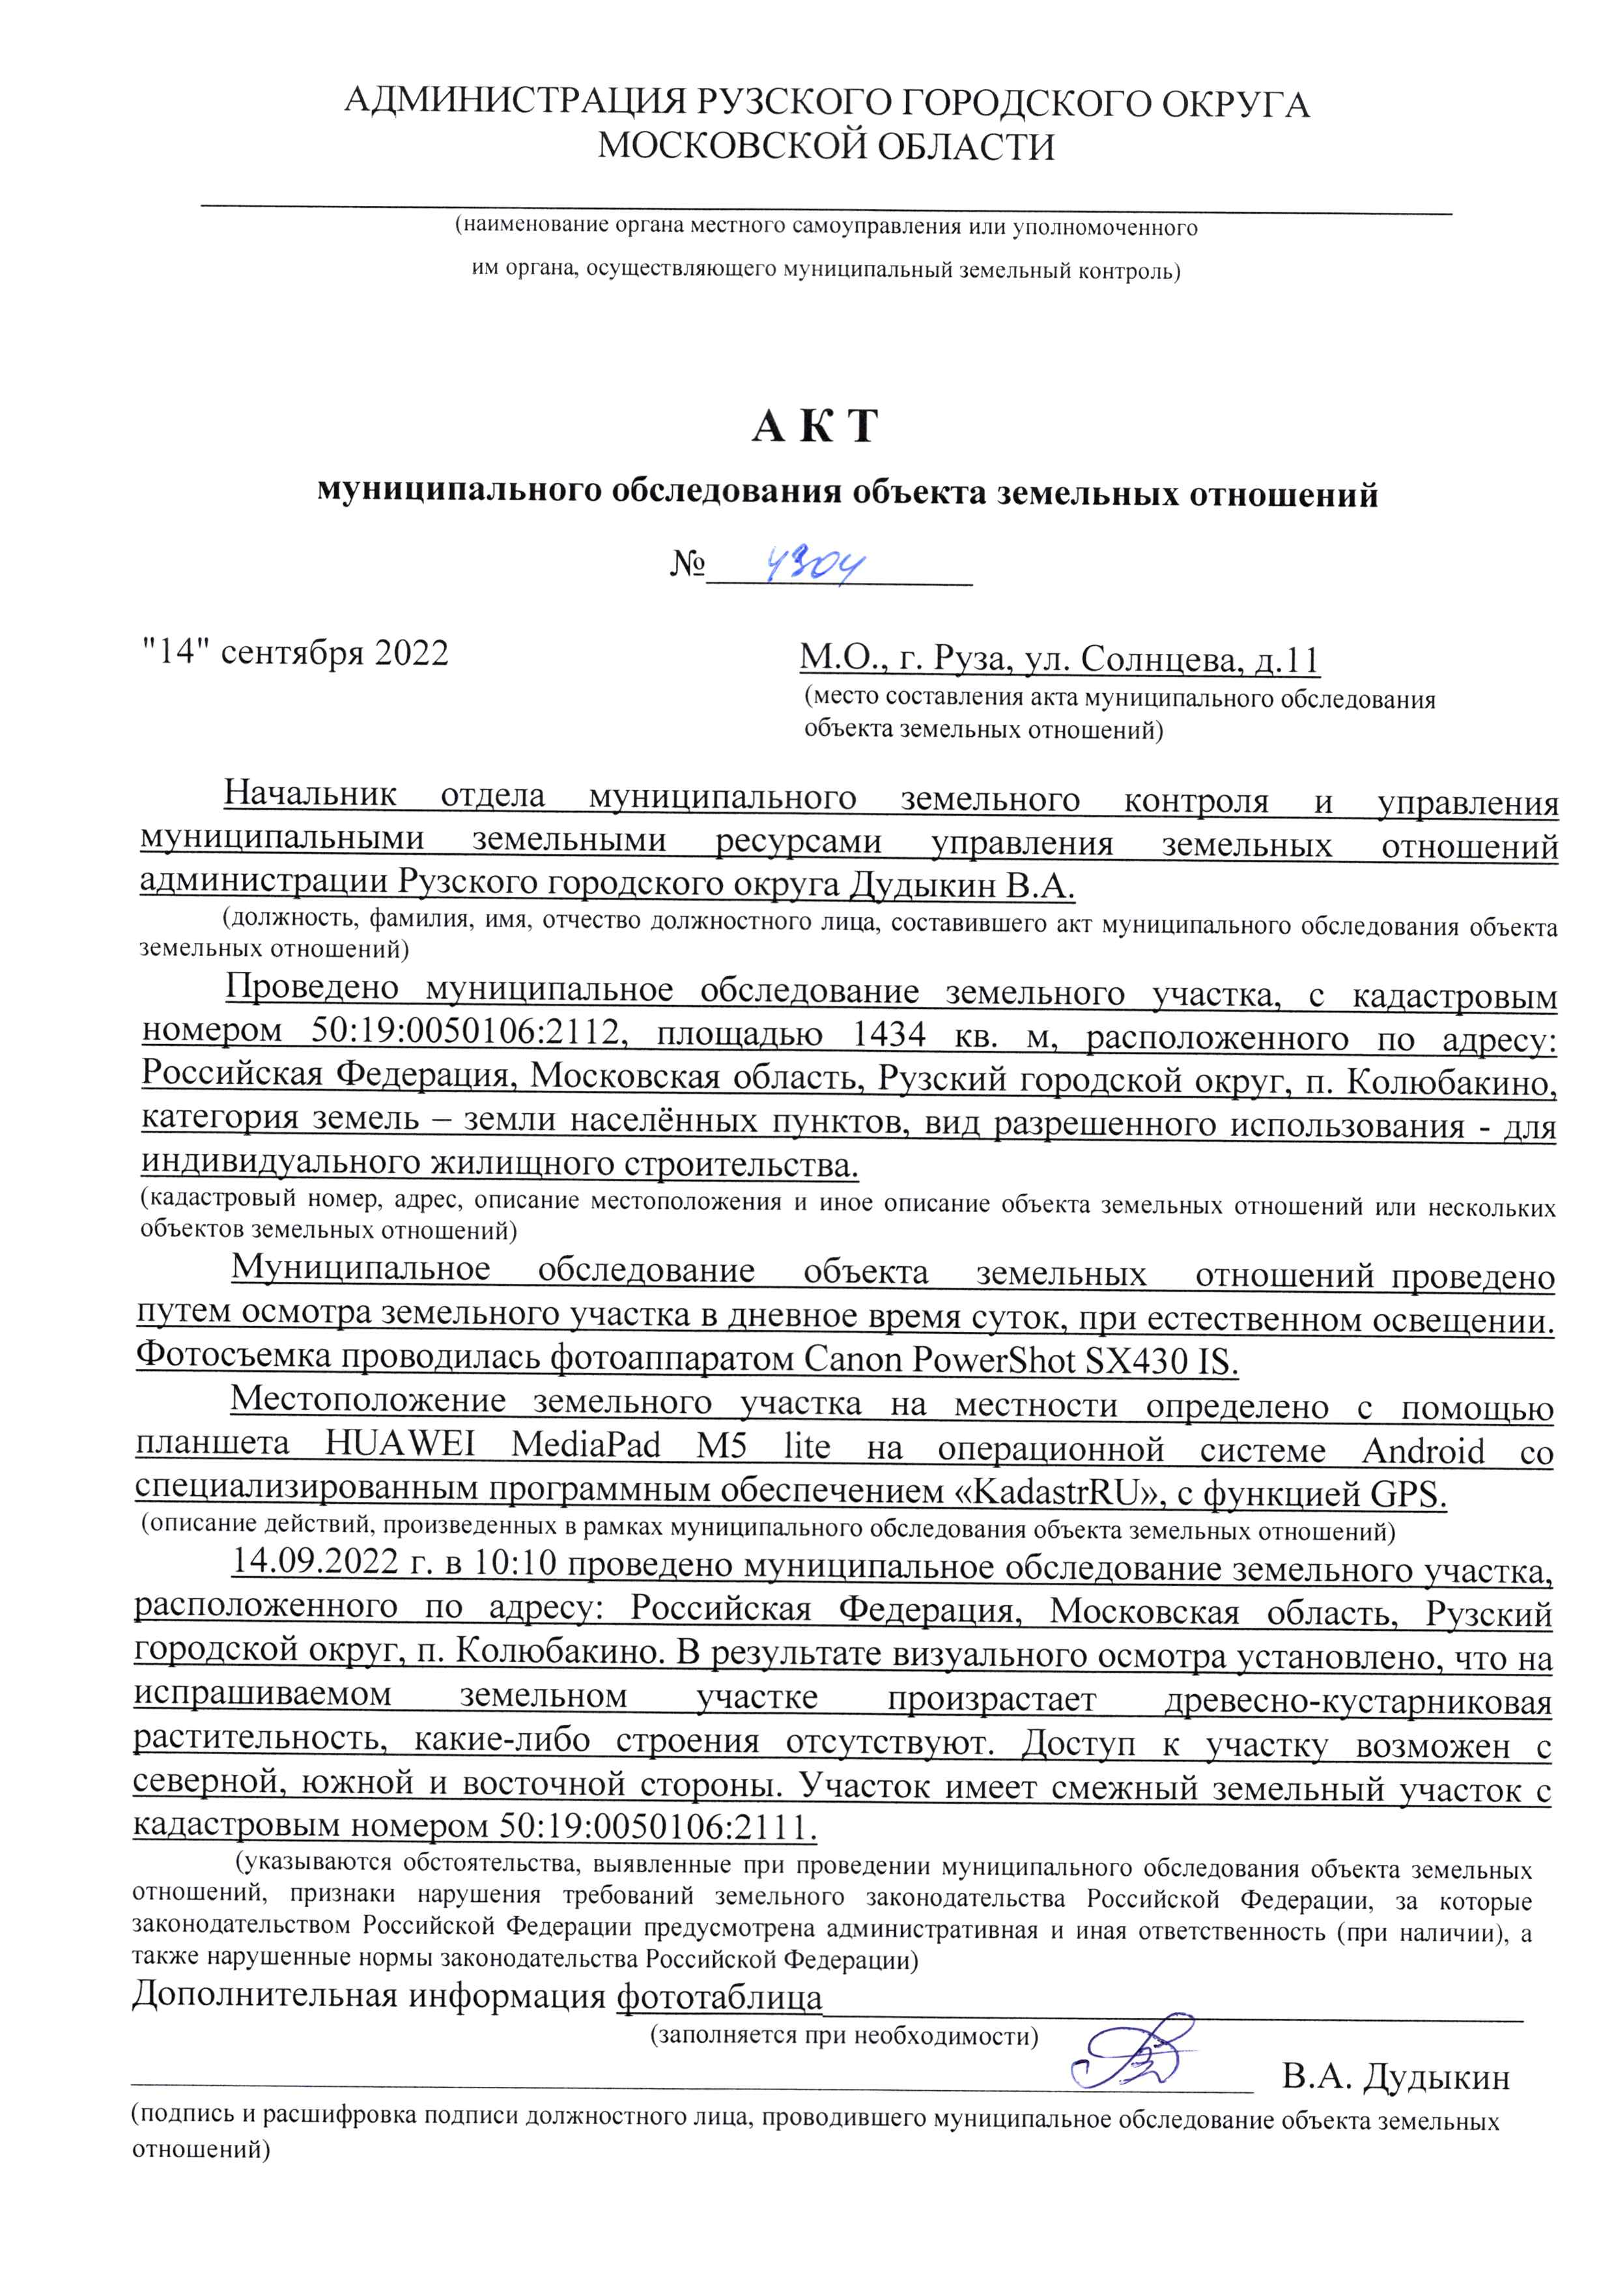 АДМИНИСТРАЦИЯ РУЗСКОГО ГОРОДСКОГО ОКРУГА
МОСКОВСКОЙ ОБЛАСТИ
(наименование органа местного самоуправления или уполномоченного
им органа, осуществляющего муниципальный земельный контроль)
А К Т
муниципального обследования объекта земельных отношений
№ 4304
"14" сентября 2022
М.О., г. Руза, ул. Солнцева, д.11
(место составления акта муниципального обследования
объекта земельных отношений)
Начальник отдела муниципального земельного контроля и управления
муниципальными земельными ресурсами управления земельных отношений
администрации Рузского городского округа Дудыкин В.А.
(должность, фамилия, имя, отчество должностного лица, составившего акт муниципального обследования объекта
земельных отношений)
Проведено муниципальное обследование земельного участка, с кадастровым
номером 50:19:0050106:2112, площадью 1434 кв. м, расположенного по адресу:
Российская Федерация, Московская область, Рузский городской округ, п. Колюбакино,
категория земель – земли населённых пунктов, вид разрешенного использования - для
индивидуального жилищного строительства.
(кадастровый номер, адрес, описание местоположения и иное описание объекта земельных отношений или нескольких
объектов земельных отношений)
Муниципальное обследование объекта земельных отношений проведено
путем осмотра земельного участка в дневное время суток, при естественном освещении.
Фотосъемка проводилась фотоаппаратом Canon PowerShot SX430 IS.
Местоположение земельного участка на местности определено с помощью
планшета HUAWEI MediaPad M5 lite на операционной системе Android со
специализированным программным обеспечением «KadastrRU», с функцией GPS.
(описание действий, произведенных в рамках муниципального обследования объекта земельных отношений)
14.09.2022 г. в 10:10 проведено муниципальное обследование земельного участка,
расположенного по адресу: Российская Федерация, Московская область, Рузский
городской округ, п. Колюбакино. В результате визуального осмотра установлено, что на
испрашиваемом земельном участке произрастает древесно-кустарниковая
растительность, какие-либо строения отсутствуют. Доступ к участку возможен с
северной, южной и восточной стороны. Участок имеет смежный земельный участок с
кадастровым номером 50:19:0050106:2111.
(указываются обстоятельства, выявленные при проведении муниципального обследования объекта земельных
отношений, признаки нарушения требований земельного законодательства Российской Федерации, за которые
законодательством Российской Федерации предусмотрена административная и иная ответственность (при наличии), а
также нарушенные нормы законодательства Российской Федерации)
Дополнительная информация фототаблица
(заполняется при необходимости)
В.А. Дудыкин
(подпись и расшифровка подписи должностного лица, проводившего муниципальное обследование объекта земельных
отношений)